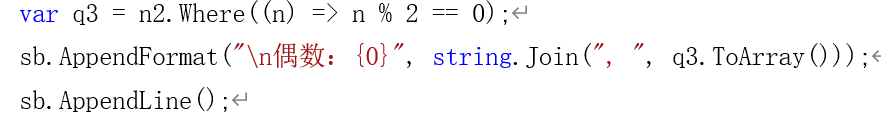 var q3 = n2.Where((n) => n % 2 == 0);↵
sb.AppendFormat("\n偶数：{0}", string.Join(", ", q3.ToArray()));↵
sb.AppendLine();↵